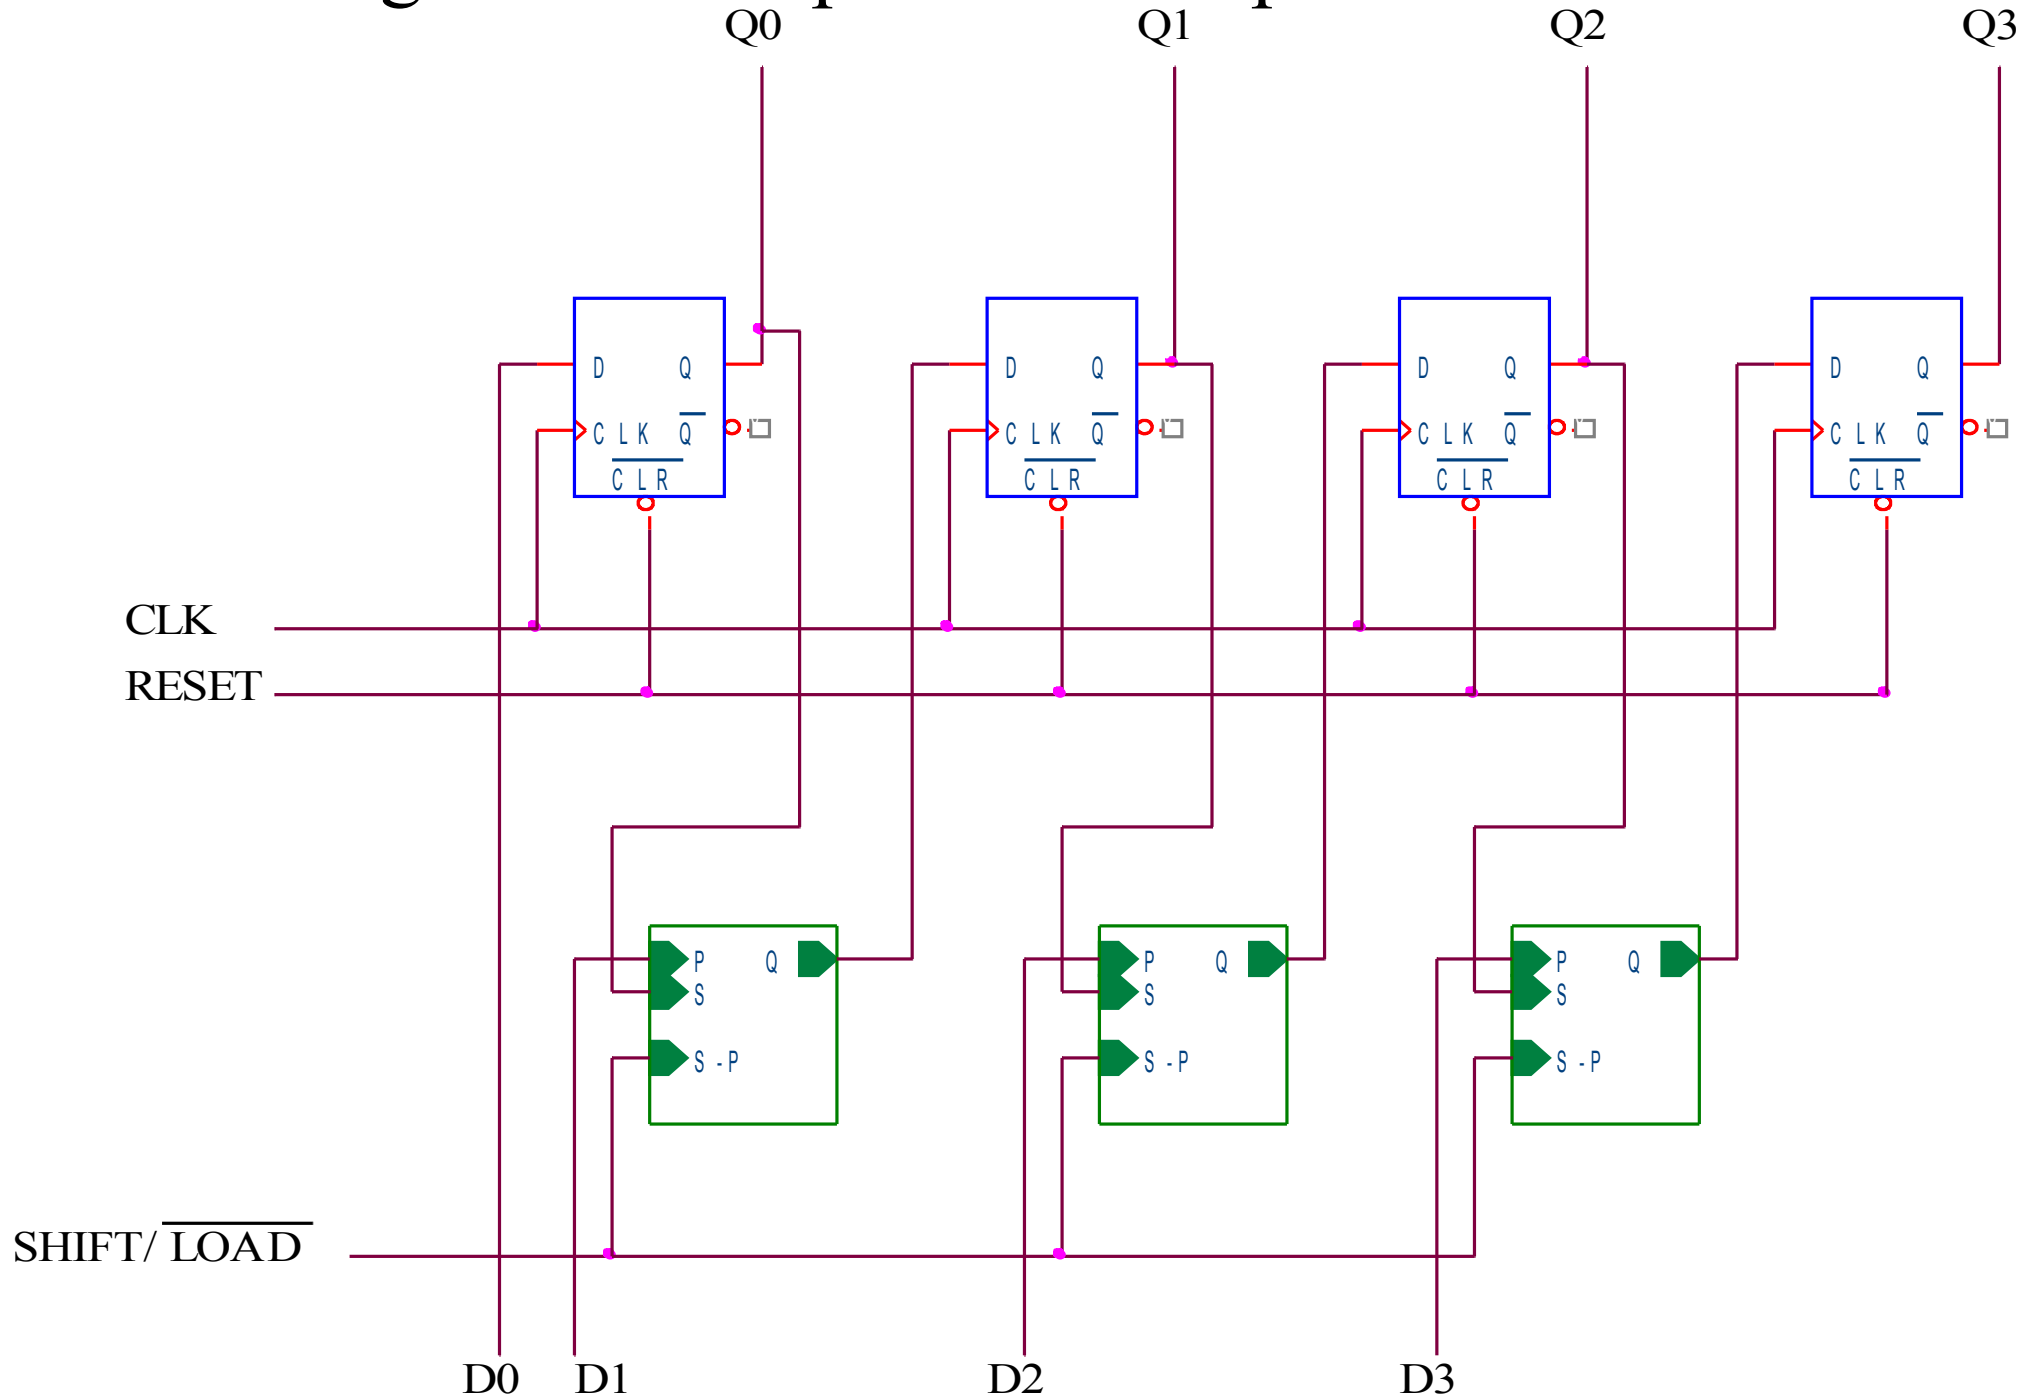 Q0 Q1 Q2 Q3
D Q D Q D Q D Q
CLK Q CLK Q CLK Q CLK Q
CLR CLR CLR CLR
CLK
RESET
P Q P Q P Q
S S S
S-P S-P S-P
SHIFT/LOAD
D0 D1 D2 D3